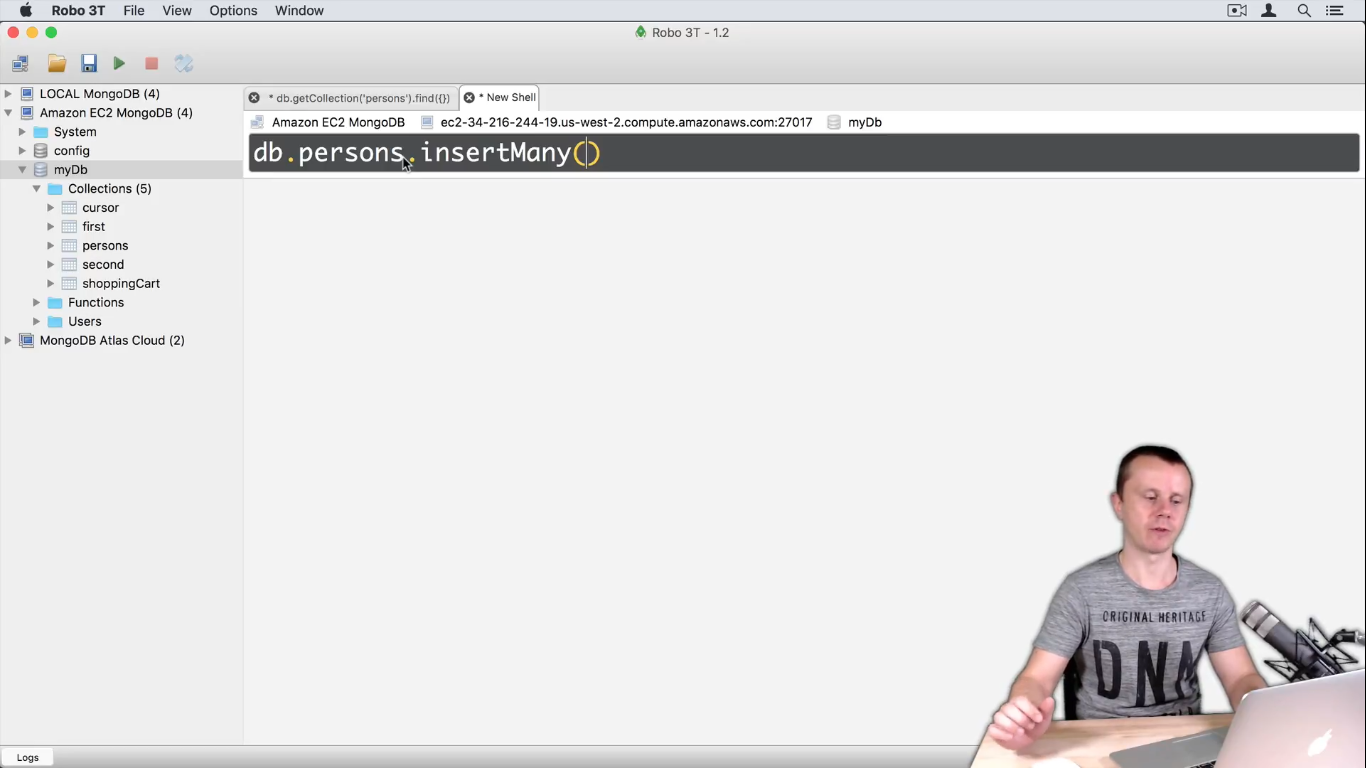 Robo 3T File View Options Window
Robo 3T - 1.2
LOCAL MongoDB (4)
Amazon EC2 MongoDB (4)
System
config
myDb
Collections (5)
cursor
first
persons
second
shoppingCart
Functions
Users
MongoDB Atlas Cloud (2)
* db.getCollection('persons').find({}) * New Shell
Amazon EC2 MongoDB ec2-34-216-244-19.us-west-2.compute.amazonaws.com:27017 myDb
db.persons.insertMany()
ORIGINAL HERITAGE
DNA
Logs